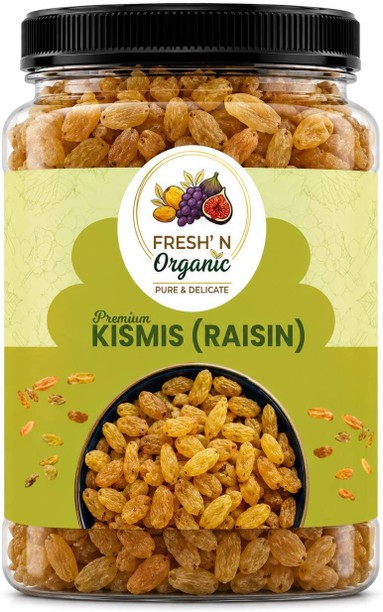 FRESH' N
Organic
PURE & DELICATE
Premium
KISMIS (RAISIN)